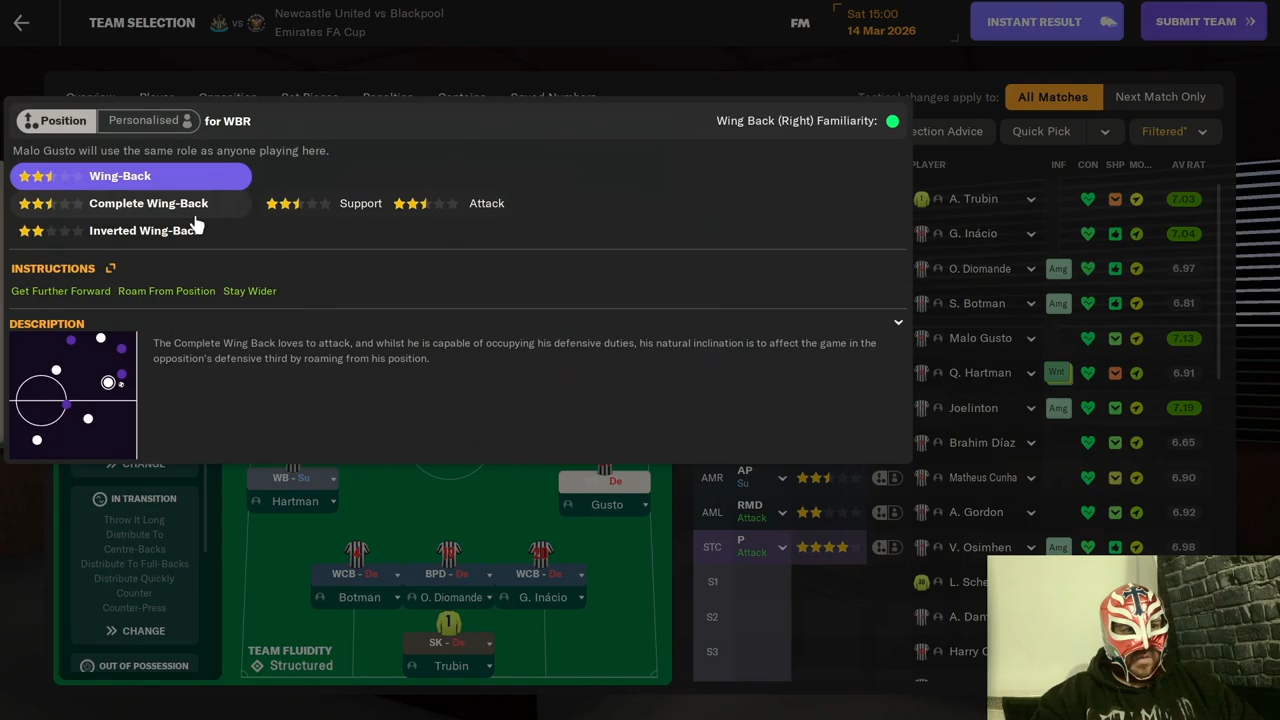 TEAM SELECTION
vs
Newcastle United vs Blackpool
Emirates FA Cup
FM
Sat 15:00
14 Mar 2026
INSTANT RESULT
SUBMIT TEAM
Tactical changes apply to:
All Matches
Next Match Only
Position
Personalised
for WBR
Wing Back (Right) Familiarity:
ection Advice
Quick Pick
Filtered*
Malo Gusto will use the same role as anyone playing here.
Wing-Back
Complete Wing-Back
Support
Attack
Inverted Wing-Back
INSTRUCTIONS
Get Further Forward
Roam From Position
Stay Wider
DESCRIPTION
The Complete Wing Back loves to attack, and whilst he is capable of occupying his defensive duties, his natural inclination is to affect the game in the
opposition's defensive third by roaming from his position.
PLAYER INF CON SHP MO... AV RAT
1 A. Trubin 7.03
G. Inácio 7.04
O. Diomande Amg 6.97
S. Botman Amg 6.81
Malo Gusto 7.13
Q. Hartman Wnt 6.91
Joelinton Amg 7.19
Brahim Díaz 6.65
AMR AP Su Matheus Cunha 6.90
AML RMD Attack A. Gordon 6.92
STC P Attack V. Osimhen Amg 6.98
S1
S2 A. Dan
S3 Harry C
CHANGE
IN TRANSITION
Throw It Long
Distribute To
Centre-Backs
Distribute To Full-Backs
Distribute Quickly
Counter
Counter-Press
CHANGE
OUT OF POSSESSION
WB - Su
Hartman
De
Gusto
WCB - De
Botman
BPD - De
O. Diomande
WCB - De
G. Inácio
1
SK - De
Trubin
TEAM FLUIDITY
Structured